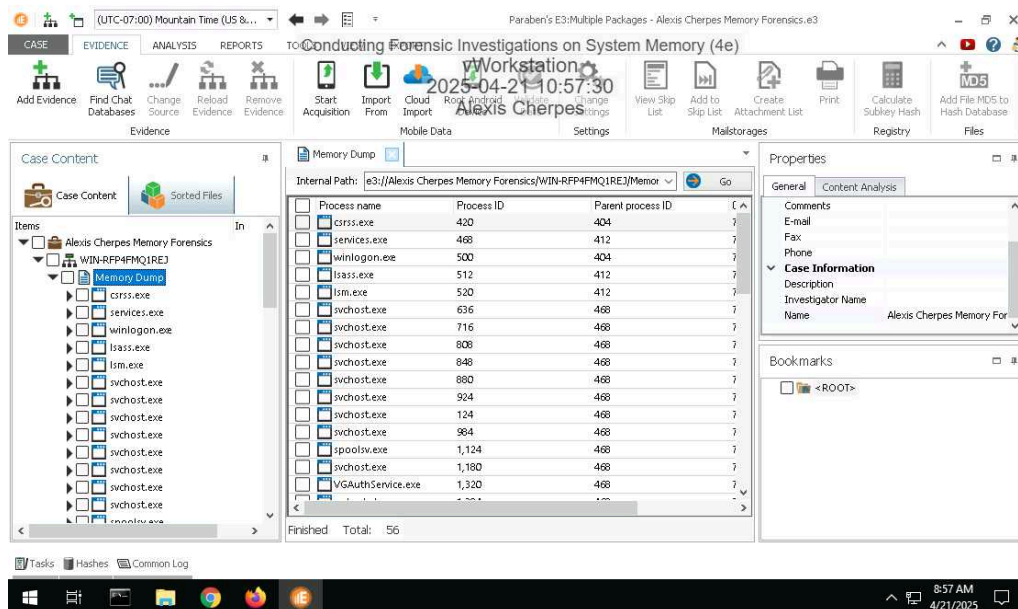 (UTC-07:00) Mountain Time (US &...
Paraben's E3:Multiple Packages - Alexis Cherpes Memory Forensics.e3
CASE EVIDENCE ANALYSIS REPORTS
Conducting Forensic Investigations on System Memory (4e)
vWorkstation
2025-04-21 10:57:30
Alexis Cherpes
Add Evidence
Find Chat Databases
Change Source
Reload Evidence
Remove Evidence
Start Acquisition
Import From
Cloud Import
Root Android
Change Settings
View Skip List
Add to Skip List
Create Attachment List
Print
Calculate Subkey Hash
MD5
Add File MD5 to Hash Database
Evidence
Mobile Data
Settings
Mailstorages
Registry
Files
Case Content
Case Content Sorted Files
Items In
Alexis Cherpes Memory Forensics
WIN-RFP4FMQ1REJ
Memory Dump
csrss.exe
services.exe
winlogon.exe
lsass.exe
lsm.exe
svchost.exe
svchost.exe
svchost.exe
svchost.exe
svchost.exe
svchost.exe
svchost.exe
svchost.exe
spoolsv.exe
Memory Dump
Internal Path: e3://Alexis Cherpes Memory Forensics/WIN-RFP4FMQ1REJ/Memor Go
Process name Process ID Parent process ID
csrss.exe 420 404
services.exe 468 412
winlogon.exe 500 404
lsass.exe 512 412
lsm.exe 520 412
svchost.exe 636 468
svchost.exe 716 468
svchost.exe 808 468
svchost.exe 848 468
svchost.exe 880 468
svchost.exe 924 468
svchost.exe 124 468
svchost.exe 984 468
spoolsv.exe 1,124 468
svchost.exe 1,180 468
VGAuthService.exe 1,320 468
Finished Total: 56
Properties
General Content Analysis
Comments
E-mail
Fax
Phone
Case Information
Description
Investigator Name
Name Alexis Cherpes Memory For
Bookmarks
<ROOT>
Tasks Hashes Common Log
8:57 AM
4/21/2025